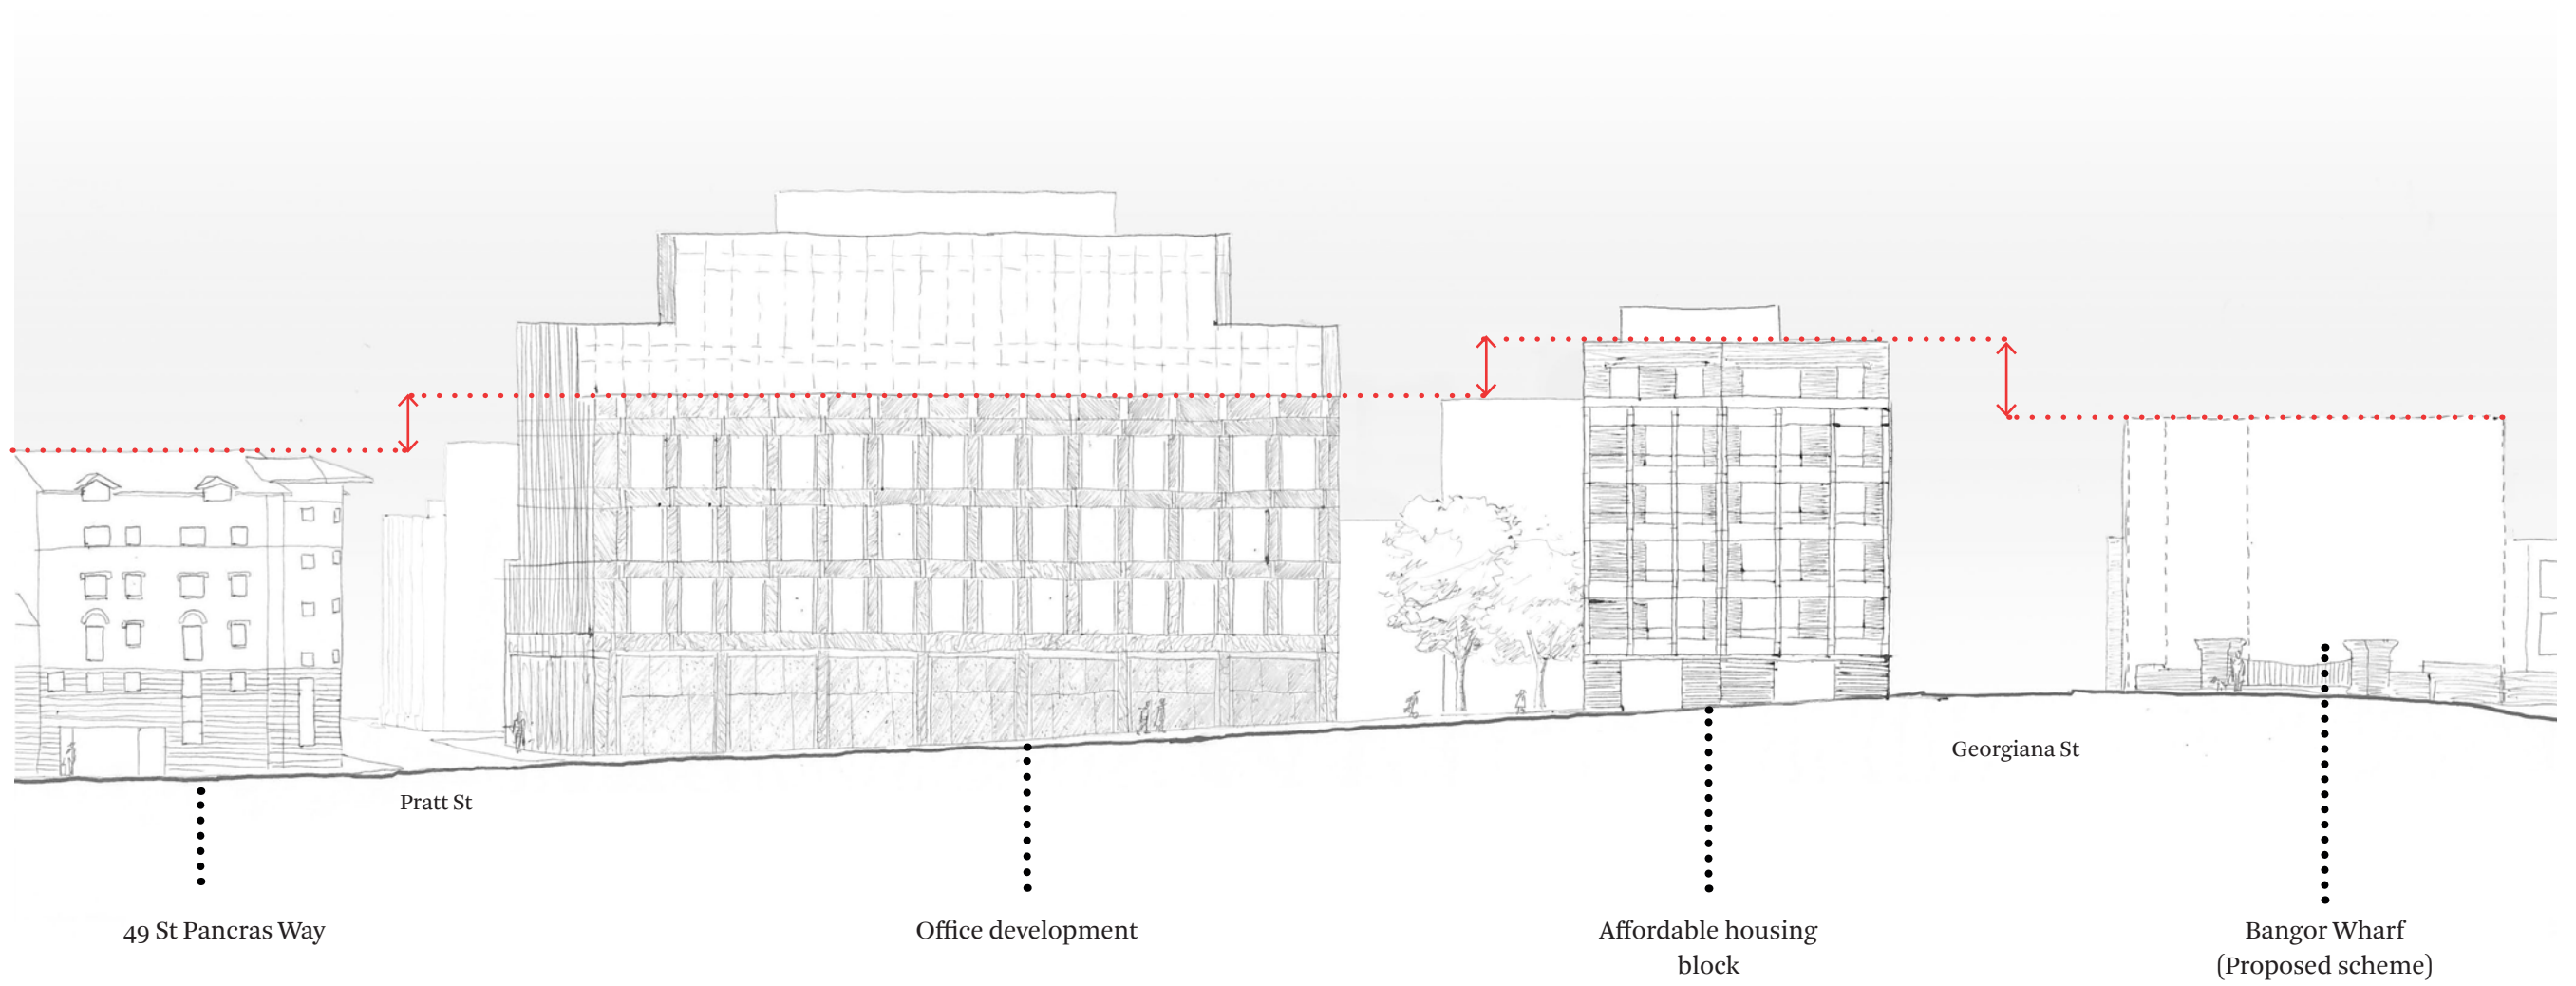 Georgiana St
Pratt St
49 St Pancras Way
Office development
Affordable housing
block
Bangor Wharf
(Proposed scheme)